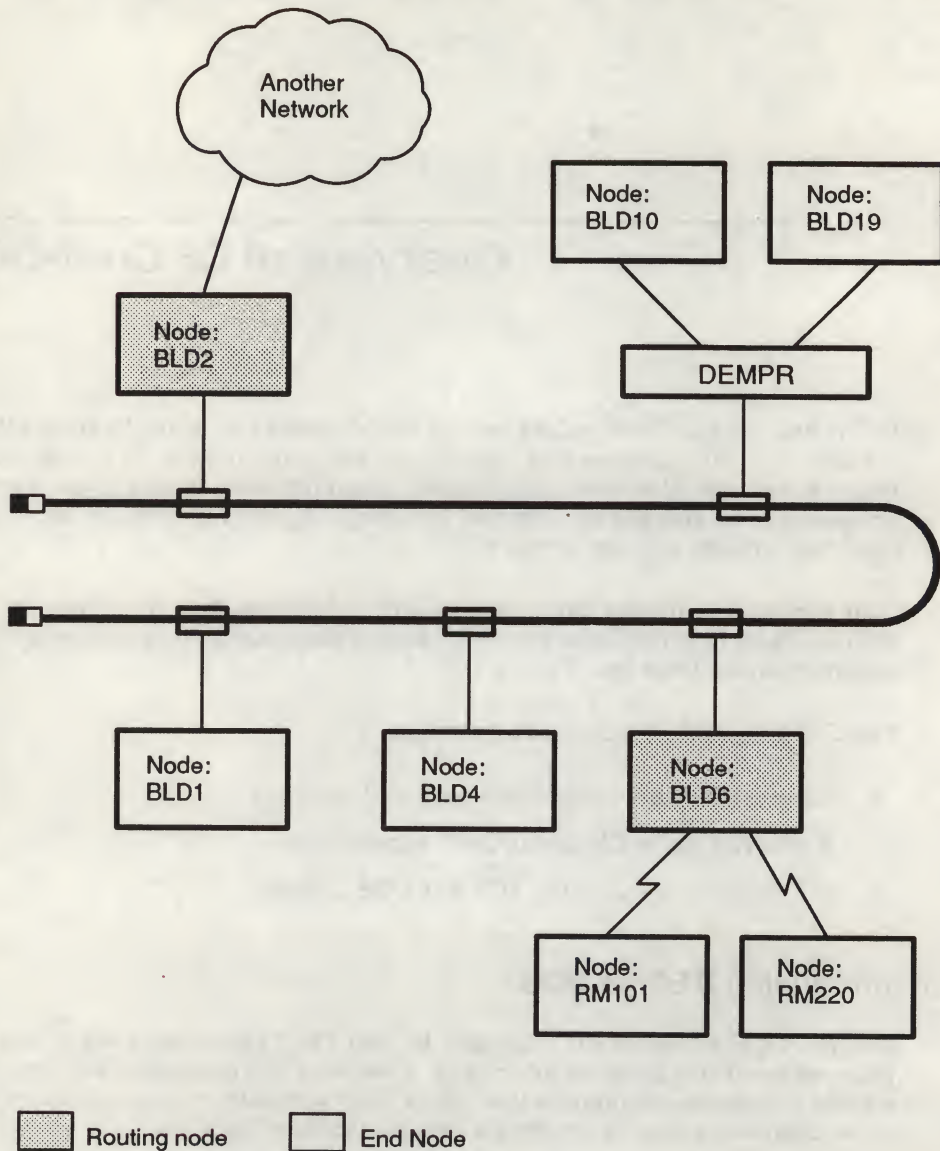 Another
Network
Node:
BLD10
Node:
BLD19
Node:
BLD2
DEMPR
Node:
BLD1
Node:
BLD4
Node:
BLD6
Node:
RM101
Node:
RM220
Routing node
End Node